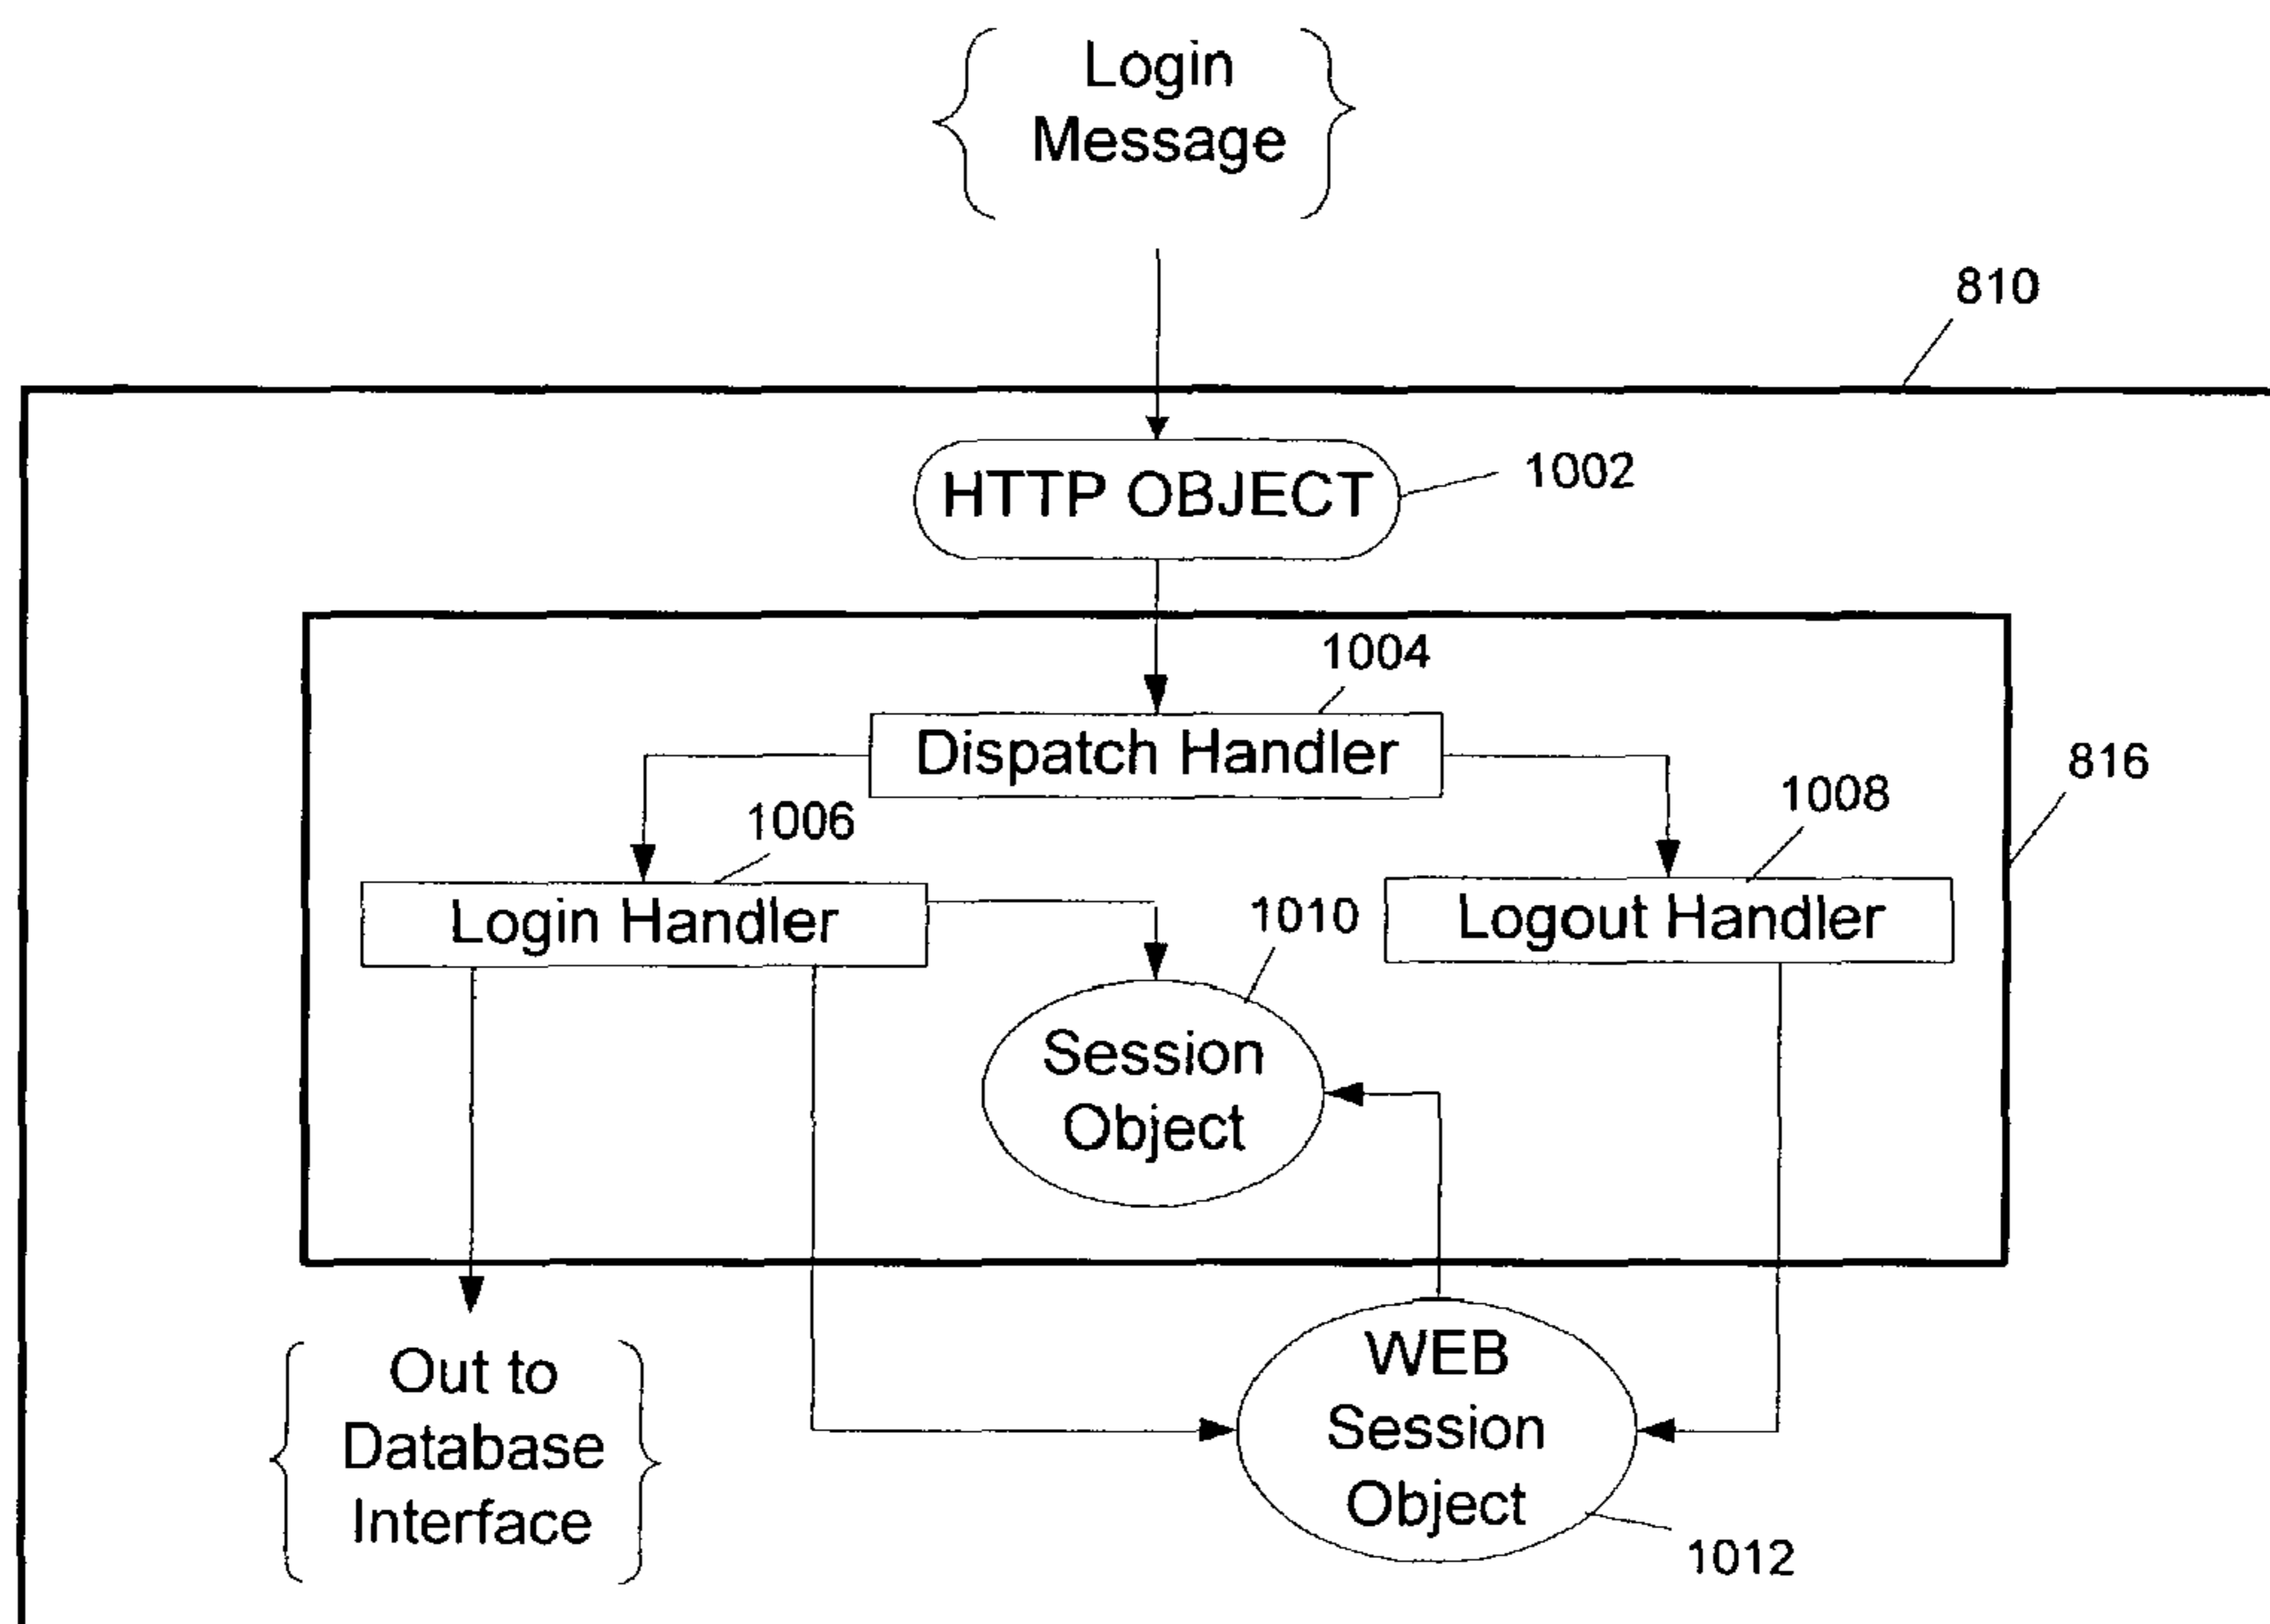 Login
Message
810
HTTP OBJECT
1002
1004
Dispatch Handler
816
1006
1008
Login Handler
1010
Logout Handler
Session
Object
Out to
Database
Interface
WEB
Session
Object
1012